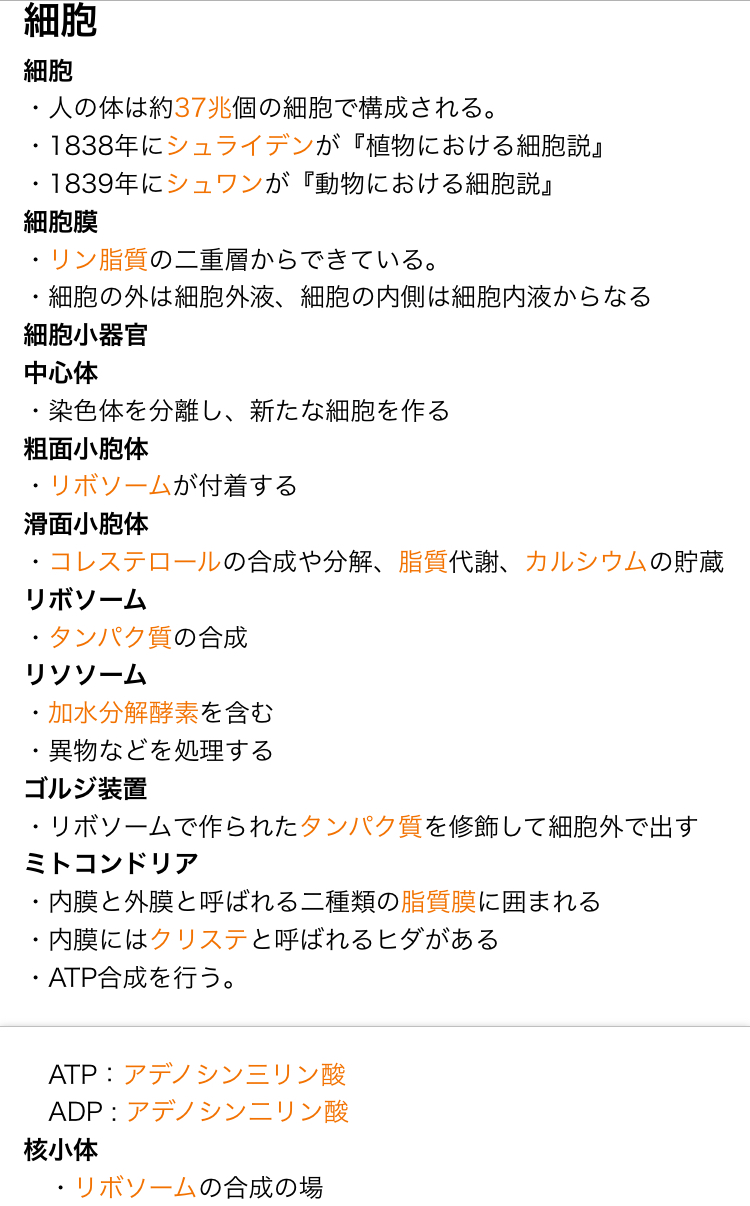 細胞
細胞
・人の体は約37兆個の細胞で構成される。
・1838年にシュライデンが『植物における細胞説』
・1839年にシュワンが『動物における細胞説』
細胞膜
・リン脂質の二重層からできている。
・細胞の外は細胞外液、細胞の内側は細胞内液からなる
細胞小器官
中心体
・染色体を分離し、新たな細胞を作る
粗面小胞体
・リボソームが付着する
滑面小胞体
・コレステロールの合成や分解、脂質代謝、カルシウムの貯蔵
リボソーム
・タンパク質の合成
リソソーム
・加水分解酵素を含む
・異物などを処理する
ゴルジ装置
・リボソームで作られたタンパク質を修飾して細胞外で出す
ミトコンドリア
・内膜と外膜と呼ばれる二種類の脂質膜に囲まれる
・内膜にはクリステと呼ばれるヒダがある
・ATP合成を行う。
ATP：アデノシン三リン酸
ADP : アデノシン二リン酸
核小体
・リボソームの合成の場